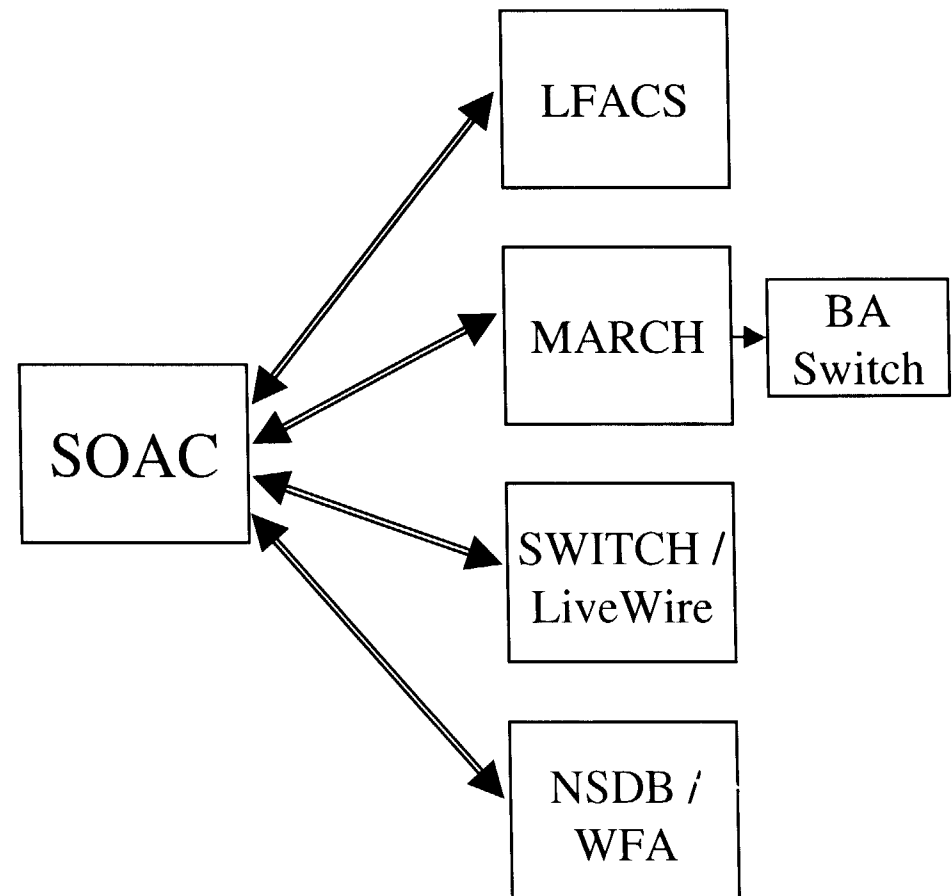 LFACS
MARCH
BA
Switch
SOAC
SWITCH /
LiveWire
NSDB /
WFA